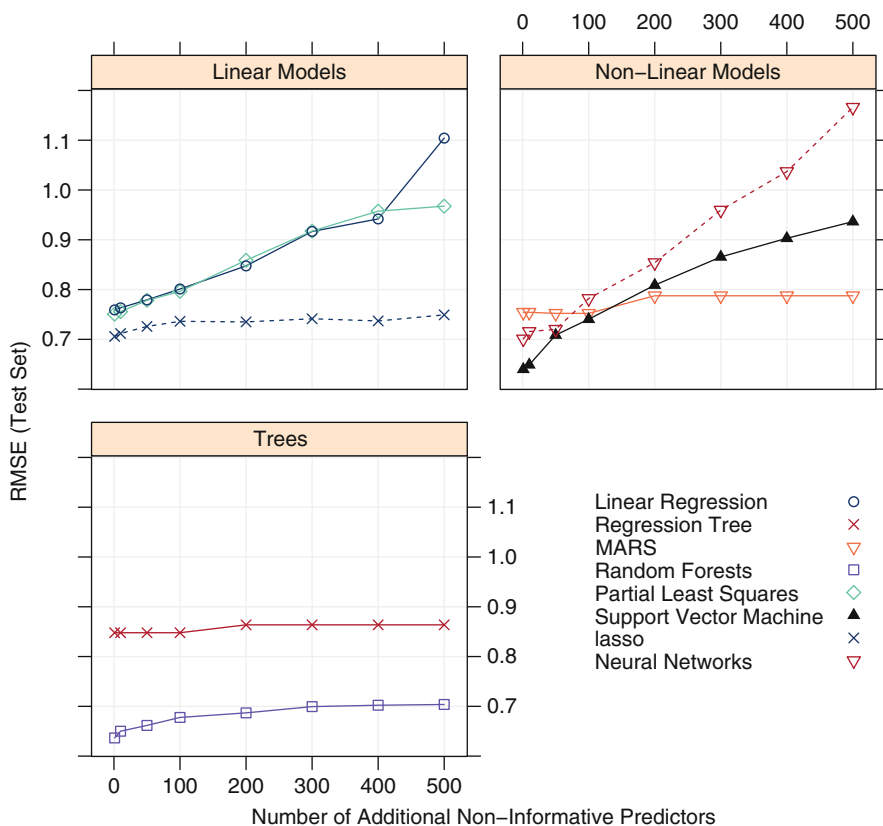 0 100 200 300 400 500
Linear Models
Non−Linear Models
1.1
1.0
0.9
0.8
0.7
RMSE (Test Set)
Trees
1.1
1.0
0.9
0.8
0.7
Linear Regression
Regression Tree
MARS
Random Forests
Partial Least Squares
Support Vector Machine
lasso
Neural Networks
0 100 200 300 400 500
Number of Additional Non−Informative Predictors